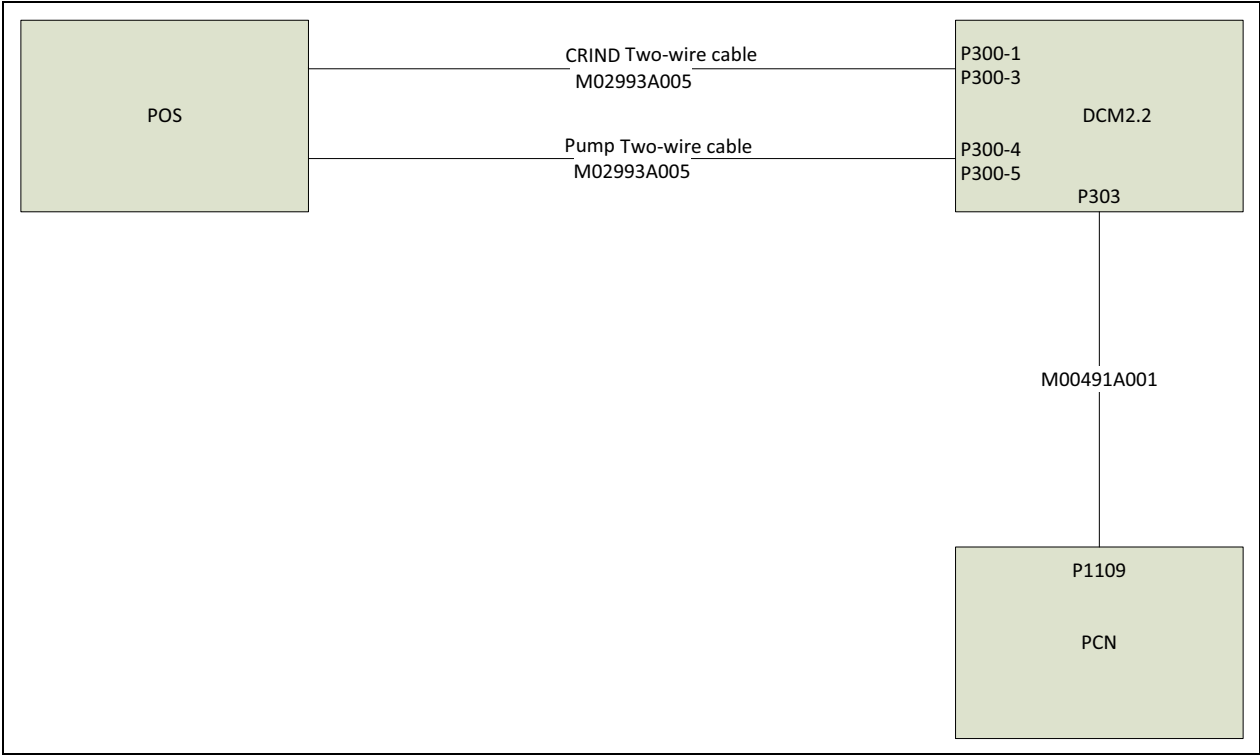 POS
CRIND Two-wire cable
M02993A005
Pump Two-wire cable
M02993A005
P300-1
P300-3
DCM2.2
P300-4
P300-5
P303
M00491A001
P1109
PCN